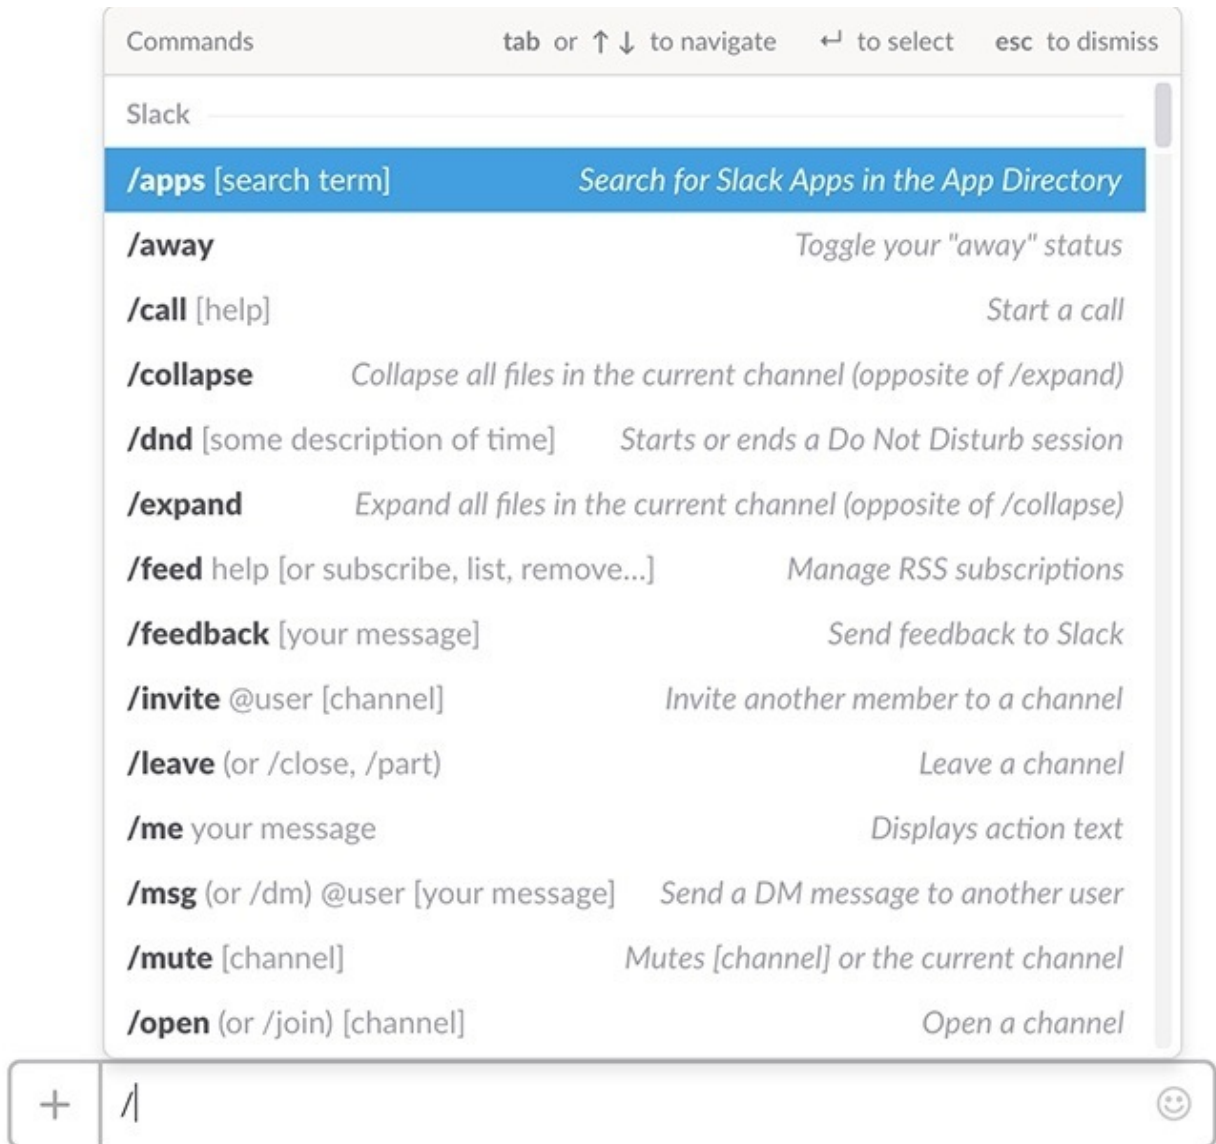 Commands tab or ↑ ↓ to navigate ↵ to select esc to dismiss
Slack
/apps [search term] Search for Slack Apps in the App Directory
/away Toggle your "away" status
/call [help] Start a call
/collapse Collapse all files in the current channel (opposite of /expand)
/dnd [some description of time] Starts or ends a Do Not Disturb session
/expand Expand all files in the current channel (opposite of /collapse)
/feed help [or subscribe, list, remove...] Manage RSS subscriptions
/feedback [your message] Send feedback to Slack
/invite @user [channel] Invite another member to a channel
/leave (or /close, /part) Leave a channel
/me your message Displays action text
/msg (or /dm) @user [your message] Send a DM message to another user
/mute [channel] Mutes [channel] or the current channel
/open (or /join) [channel] Open a channel
+ /